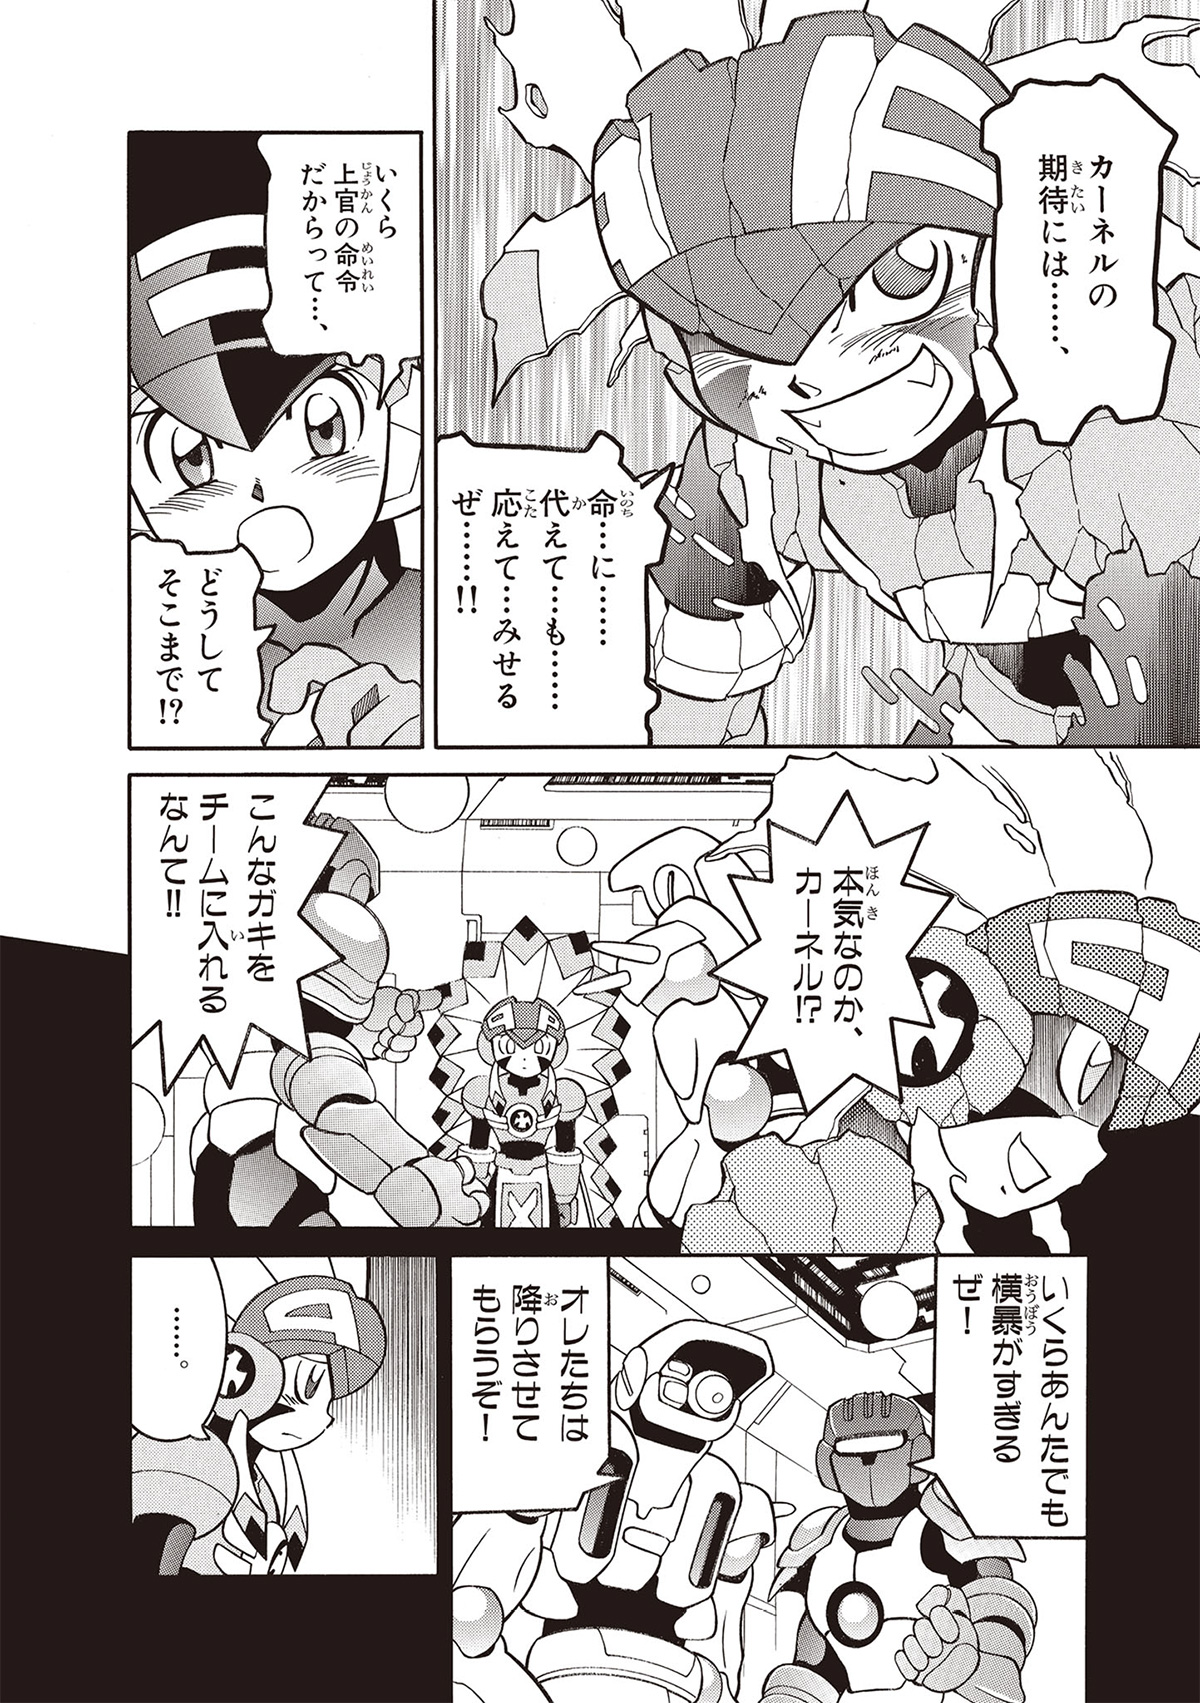 カーネルの
期待には……、
命…に……
代えて……も……
応えて…みせる
ぜ……!!
いくら
上官の命令
だからって…、
どうして
そこまで!?
本気なのか、
カーネル!?
こんなガキを
チームに入れる
なんて!!
いくらあんたでも
横暴がすぎる
ぜ!
オレたちは
降りさせて
もらうぞ!
……。